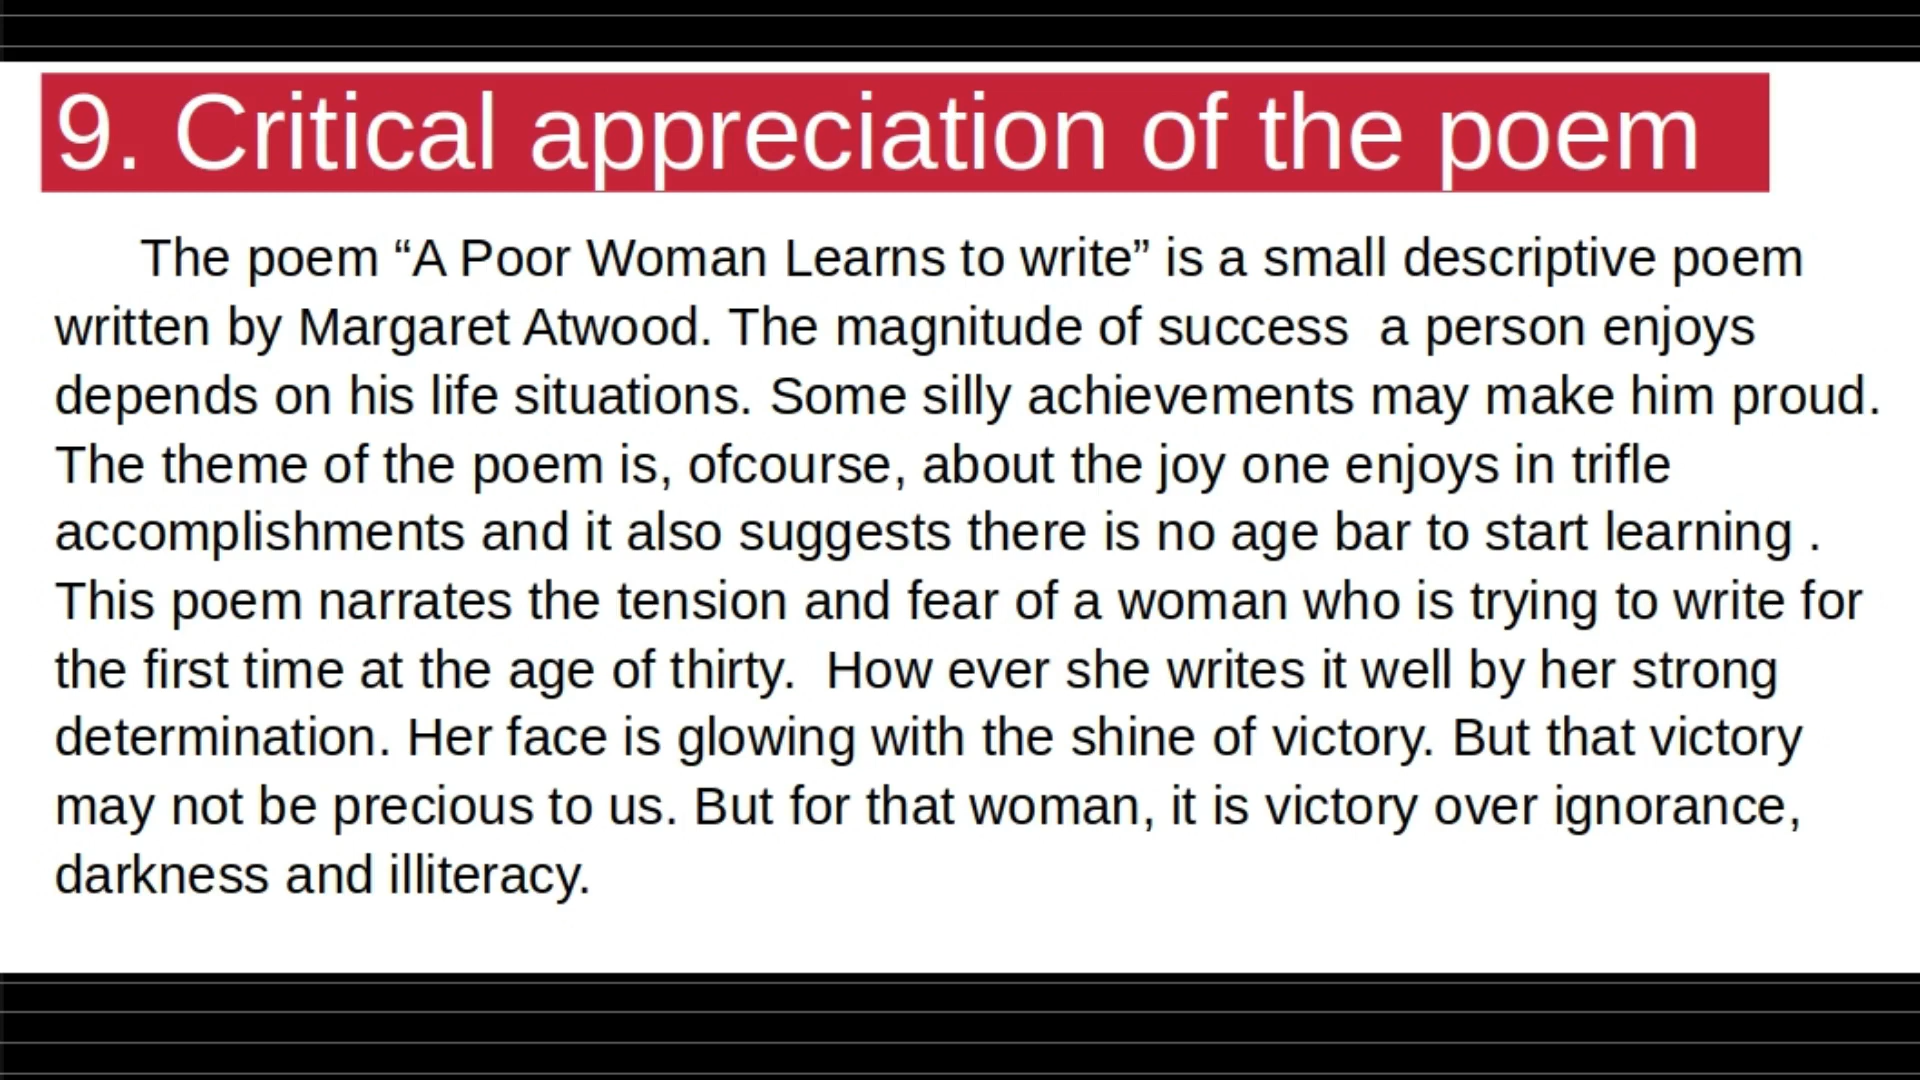 9. Critical appreciation of the poem
The poem “A Poor Woman Learns to write” is a small descriptive poem
written by Margaret Atwood. The magnitude of success  a person enjoys
depends on his life situations. Some silly achievements may make him proud.
The theme of the poem is, ofcourse, about the joy one enjoys in trifle
accomplishments and it also suggests there is no age bar to start learning .
This poem narrates the tension and fear of a woman who is trying to write for
the first time at the age of thirty.  How ever she writes it well by her strong
determination. Her face is glowing with the shine of victory. But that victory
may not be precious to us. But for that woman, it is victory over ignorance,
darkness and illiteracy.